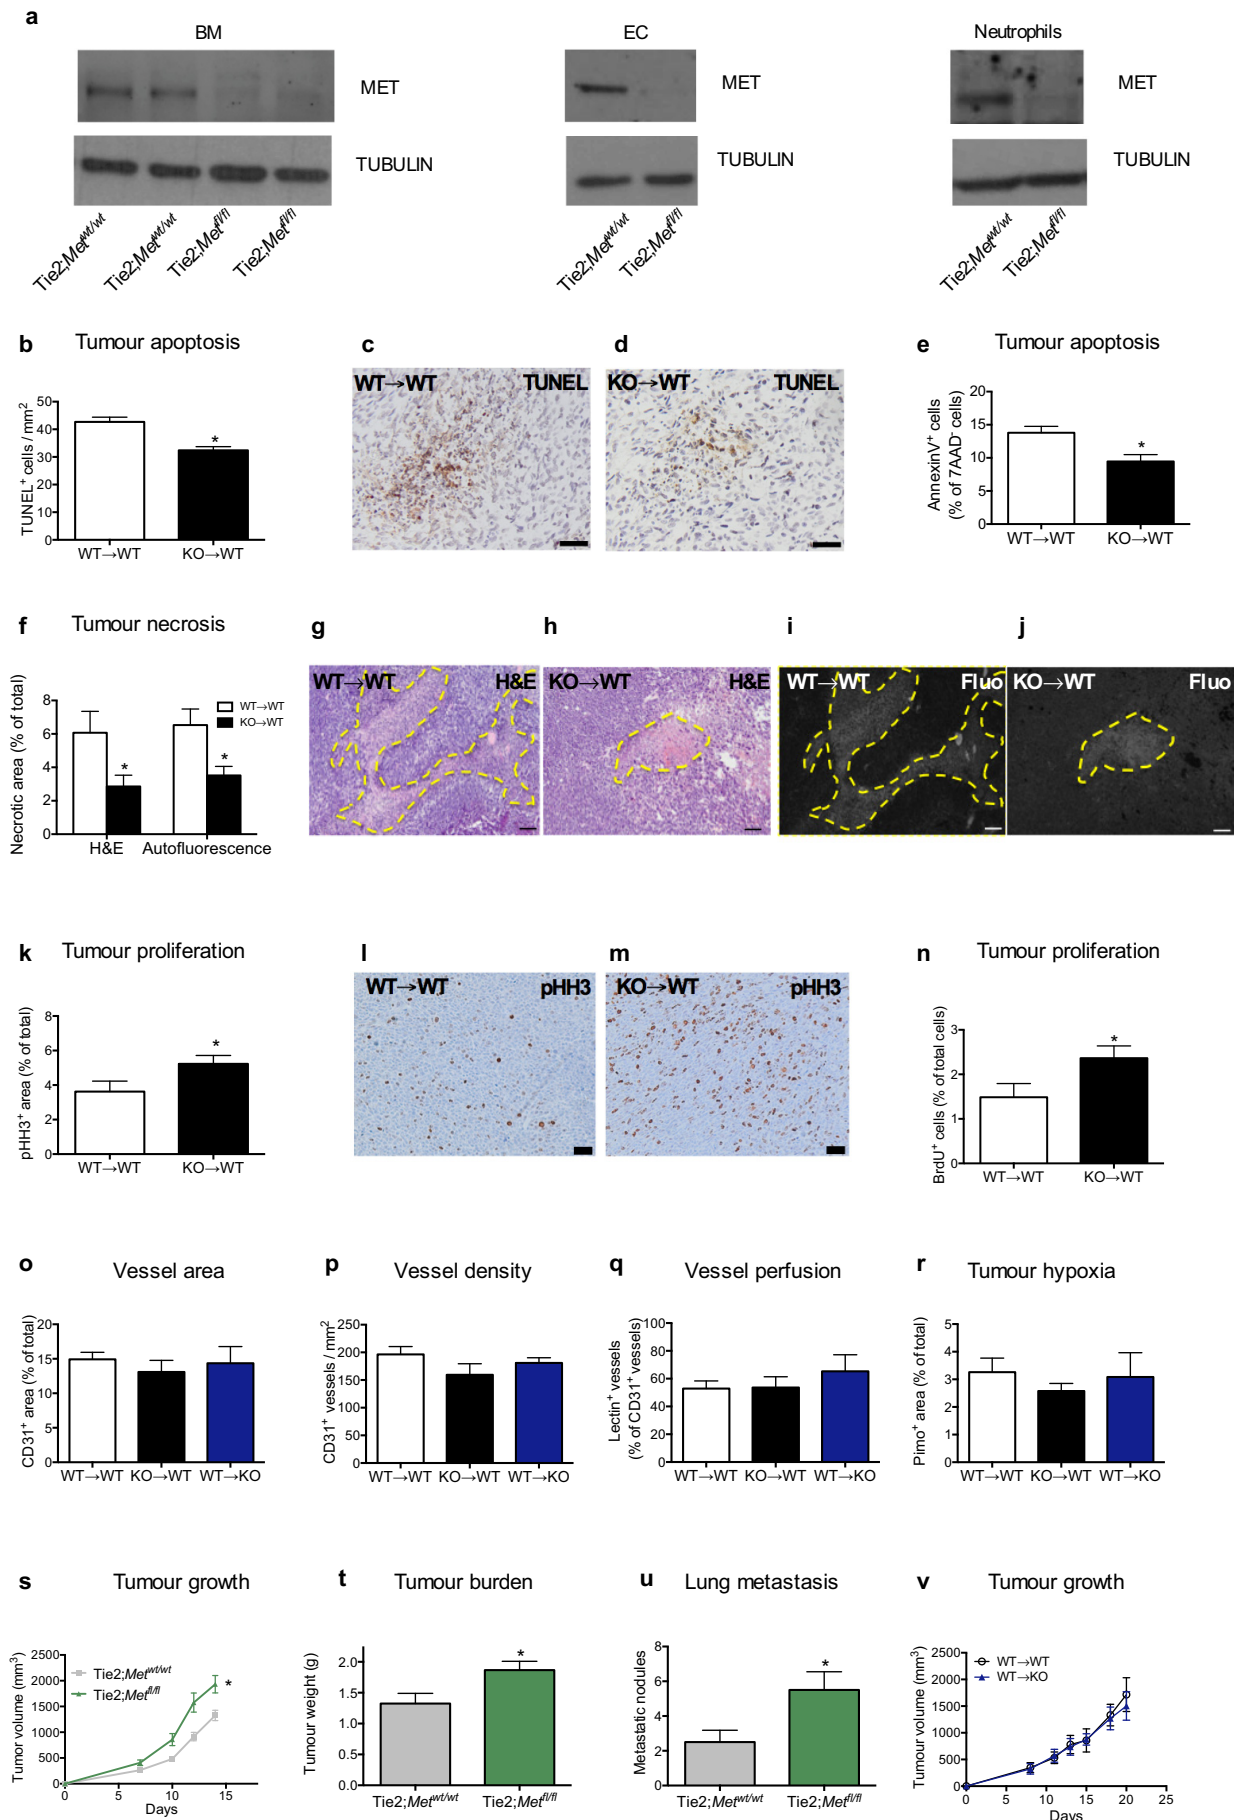 a
BM
EC
Neutrophils
MET
MET
MET
TUBULIN
TUBULIN
TUBULIN
Tie2;Met^wt/wt
Tie2;Met^wt/wt
Tie2;Met^fl/fl
Tie2;Met^fl/fl
Tie2;Met^wt/wt
Tie2;Met^fl/fl
Tie2;Met^wt/wt
Tie2;Met^fl/fl
b Tumour apoptosis
TUNEL⁺ cells / mm²
50
40
30
20
10
0
*
WT→WT
KO→WT
c
WT→WT TUNEL
d
KO→WT TUNEL
e Tumour apoptosis
AnnexinV⁺ cells
(% of 7AAD⁻ cells)
20
15
10
5
0
*
WT→WT
KO→WT
f Tumour necrosis
Necrotic area (% of total)
8
6
4
2
0
WT→WT
KO→WT
*
*
H&E
Autofluorescence
g
WT→WT H&E
h
KO→WT H&E
i
WT→WT Fluo
j
KO→WT Fluo
k Tumour proliferation
pHH3⁺ area (% of total)
8
6
4
2
0
*
WT→WT
KO→WT
l
WT→WT pHH3
m
KO→WT pHH3
n Tumour proliferation
BrdU⁺ cells (% of total cells)
3
2
1
0
*
WT→WT
KO→WT
o Vessel area
CD31⁺ area (% of total)
20
15
10
5
0
WT→WT
KO→WT
WT→KO
p Vessel density
CD31⁺ vessels / mm²
250
200
150
100
50
0
WT→WT
KO→WT
WT→KO
q Vessel perfusion
Lectin⁺ vessels
(% of CD31⁺ vessels)
100
80
60
40
20
0
WT→WT
KO→WT
WT→KO
r Tumour hypoxia
Pimo⁺ area (% of total)
5
4
3
2
1
0
WT→WT
KO→WT
WT→KO
s Tumour growth
Tumor volume (mm³)
2500
2000
1500
1000
500
0
Tie2;Met^wt/wt
Tie2;Met^fl/fl
*
0
5
10
15
Days
t Tumour burden
Tumour weight (g)
2.0
1.5
1.0
0.5
0.0
*
Tie2;Met^wt/wt
Tie2;Met^fl/fl
u Lung metastasis
Metastatic nodules
8
6
4
2
0
*
Tie2;Met^wt/wt
Tie2;Met^fl/fl
v Tumour growth
Tumour volume (mm³)
2500
2000
1500
1000
500
0
WT→WT
WT→KO
0
5
10
15
20
25
Days